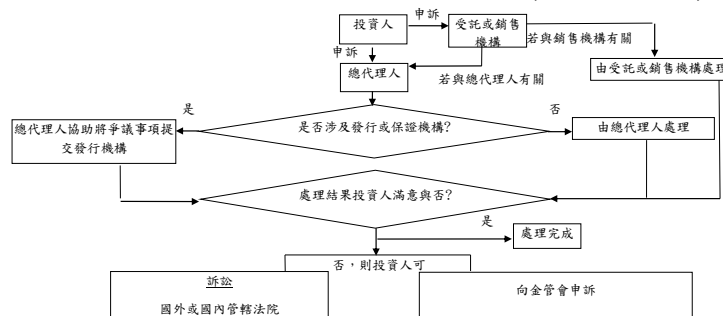 投資人
申訴
受託或銷售
機構
若與銷售機構有關
申訴
總代理人
若與總代理人有關
由受託或銷售機構處理
是
否
總代理人協助將爭議事項提
交發行機構
是否涉及發行或保證機構?
由總代理人處理
處理結果投資人滿意與否?
是
處理完成
否，則投資人可
訴訟
國外或國內管轄法院
向金管會申訴